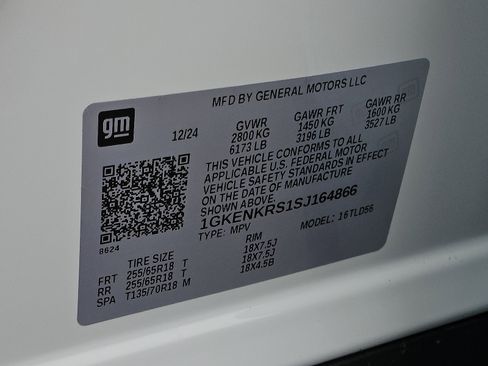 MFD BY GENERAL MOTORS LLC
gm
12/24
GVWR GAWR FRT GAWR RR
2800 KG 1450 KG 1600 KG
6173 LB 3196 LB 3527 LB
THIS VEHICLE CONFORMS TO ALL
APPLICABLE U.S. FEDERAL MOTOR
VEHICLE SAFETY STANDARDS IN EFFECT
ON THE DATE OF MANUFACTURE
SHOWN ABOVE.
1GKENKRS1SJ164866
TYPE: MPV MODEL: 16TLD56
8624
TIRE SIZE RIM
FRT 255/65R18 T 18X7.5J
RR 255/65R18 T 18X7.5J
SPA T135/70R18 M 18X4.5B